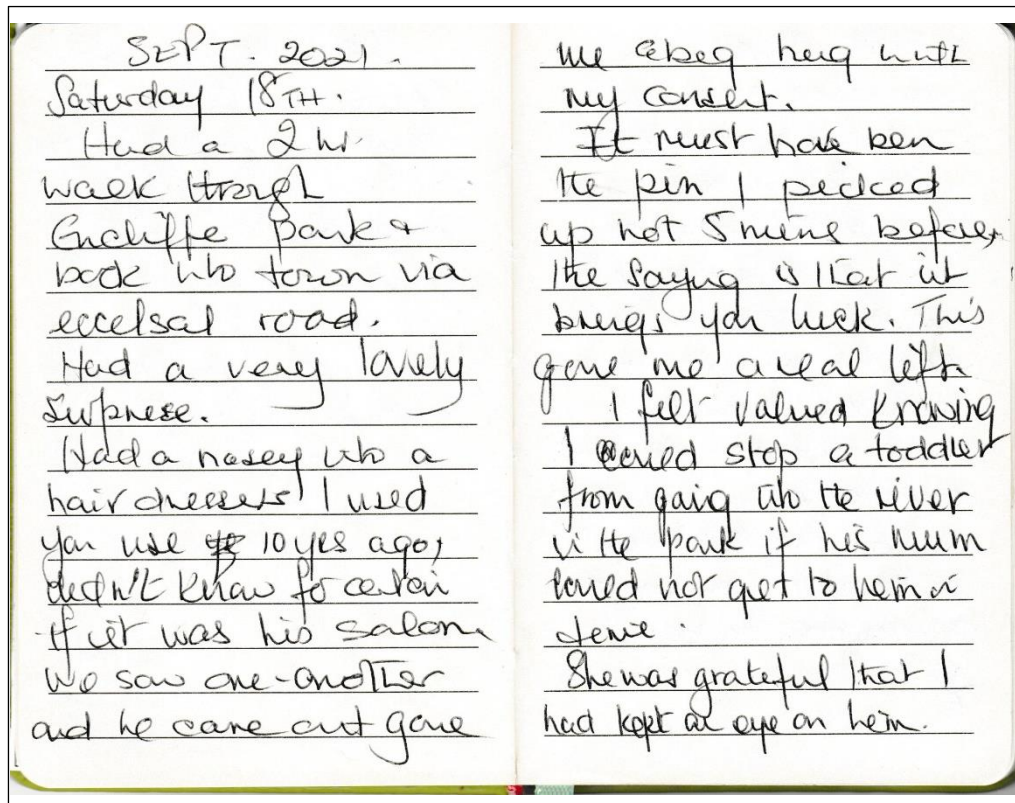 SEPT. 2021.
Saturday 18TH.
Had a 2 hr.
walk through
Encliffe Park &
back into town via
eccelsal road.
Had a very lovely
surprise.
Had a nosey into a
hairdressers I used
you use 10 yrs ago,
didn't know for certain
if it was his salon.
We saw one-another
and he came out gave
me a big hug with
my consent.
It must have ben
the pin I picked
up not 5 mins before,
the saying is that it
brings you luck. This
gave me a real lift.
I felt valued knowing
I could stop a toddler
from going into the river
in the park if his mum
could not get to him in
time.
She was grateful that I
had kept an eye on him.